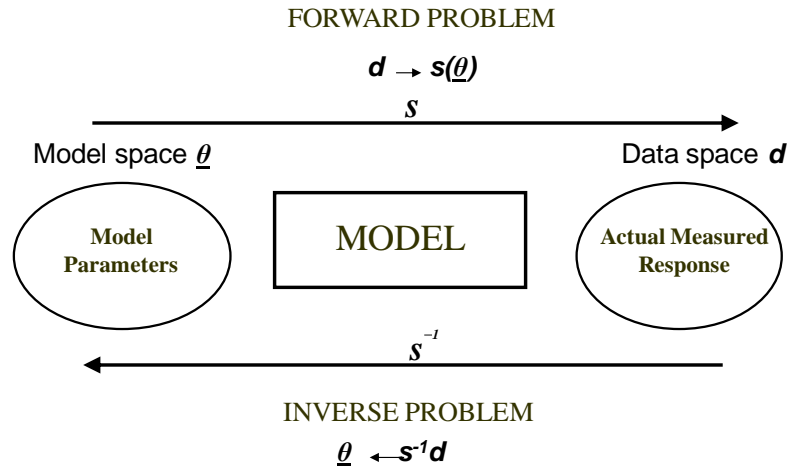 FORWARD PROBLEM
d → s(θ)
s
Model space θ
Data space d
Model
Parameters
MODEL
Actual Measured
Response
s⁻¹
INVERSE PROBLEM
θ ← s⁻¹d